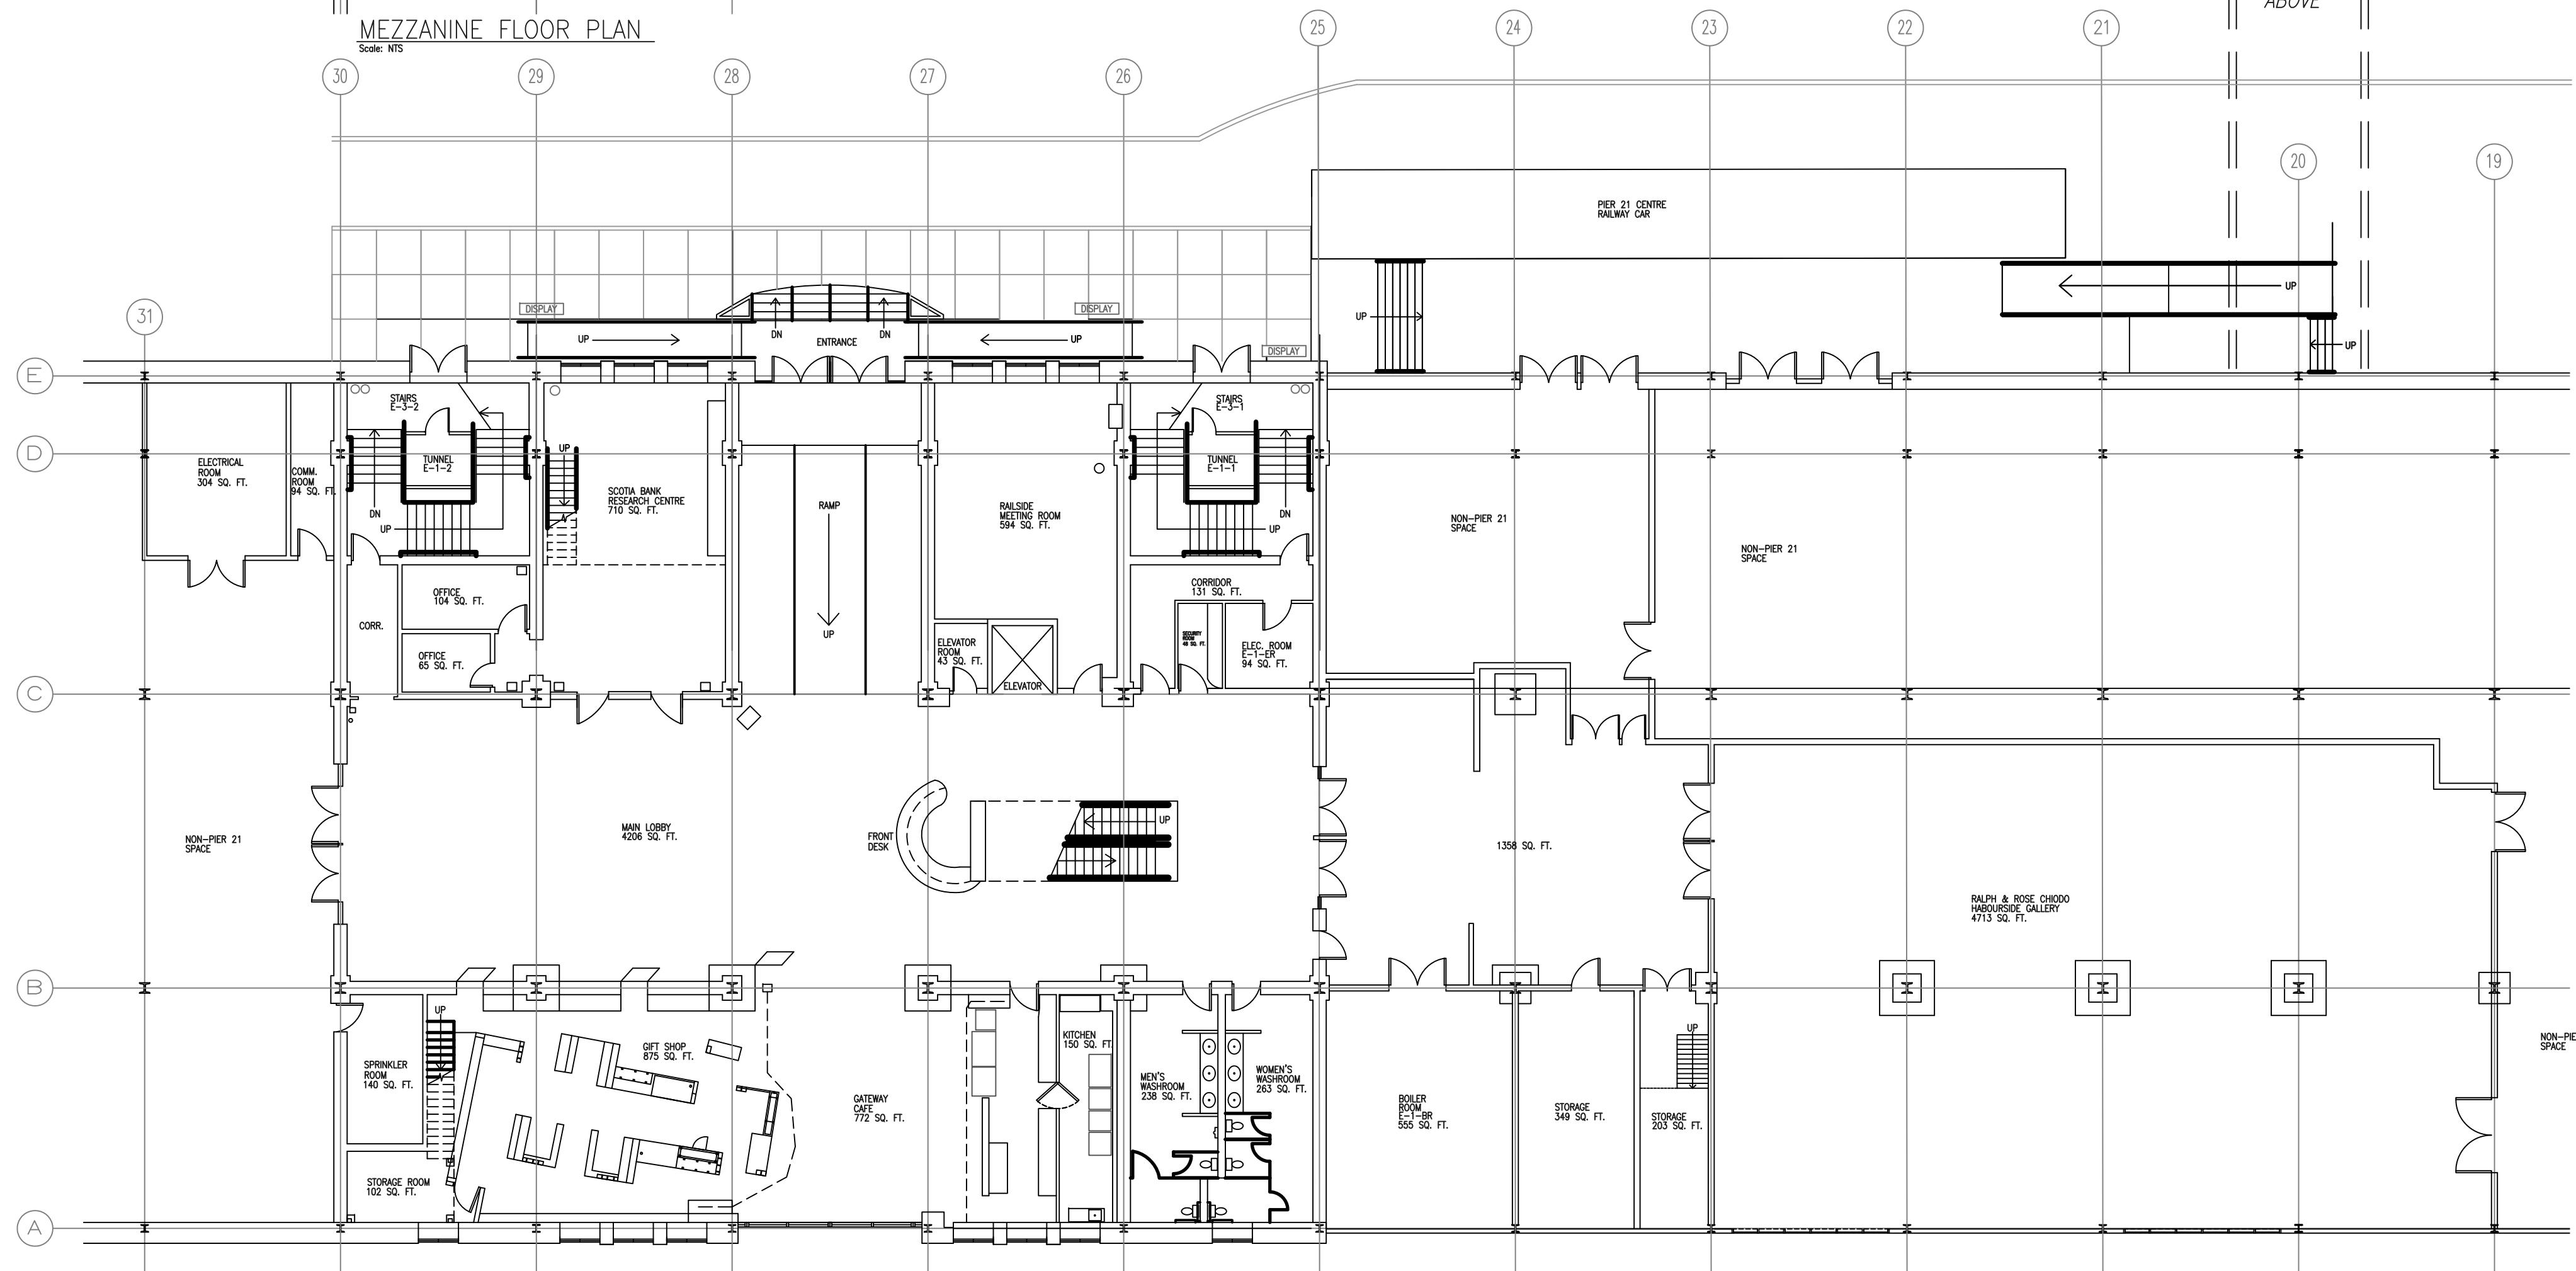 ABOVE
MEZZANINE FLOOR PLAN
Scale: NTS
25
24
23
22
21
30
29
28
27
26
20
19
PIER 21 CENTRE
RAILWAY CAR
UP
DISPLAY
DISPLAY
31
UP
DN
DN
UP
UP
ENTRANCE
UP
DISPLAY
E
STAIRS
E-3-2
STAIRS
E-3-1
D
UP
ELECTRICAL
ROOM
304 SQ. FT.
COMM.
ROOM
94 SQ. FT.
TUNNEL
E-1-2
TUNNEL
E-1-1
SCOTIA BANK
RESEARCH CENTRE
710 SQ. FT.
RAMP
RAILSIDE
MEETING ROOM
594 SQ. FT.
DN
UP
DN
UP
NON-PIER 21
SPACE
NON-PIER 21
SPACE
CORRIDOR
131 SQ. FT.
OFFICE
104 SQ. FT.
CORR.
UP
SECURITY
ROOM
46 SQ. FT.
ELEVATOR
ROOM
43 SQ. FT.
ELEC. ROOM
E-1-ER
94 SQ. FT.
OFFICE
65 SQ. FT.
ELEVATOR
C
UP
MAIN LOBBY
4206 SQ. FT.
FRONT
DESK
NON-PIER 21
SPACE
1358 SQ. FT.
RALPH & ROSE CHIODO
HABOURSIDE GALLERY
4713 SQ. FT.
B
UP
UP
KITCHEN
150 SQ. FT.
NON-PIE
SPACE
GIFT SHOP
875 SQ. FT.
SPRINKLER
ROOM
140 SQ. FT.
MEN'S
WASHROOM
238 SQ. FT.
WOMEN'S
WASHROOM
263 SQ. FT.
GATEWAY
CAFE
772 SQ. FT.
BOILER
ROOM
E-1-BR
555 SQ. FT.
STORAGE
349 SQ. FT.
STORAGE
203 SQ. FT.
STORAGE ROOM
102 SQ. FT.
A